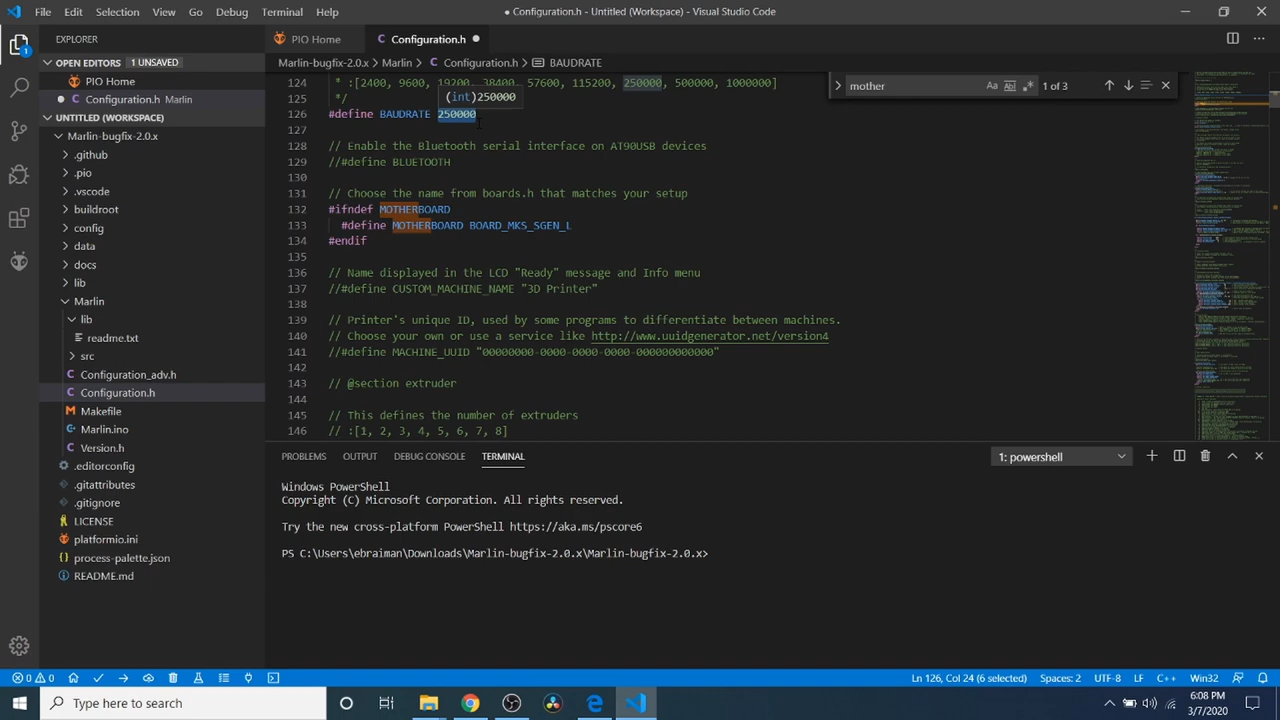 File Edit Selection View Go Debug Terminal Help
● Configuration.h - Untitled (Workspace) - Visual Studio Code
EXPLORER
PIO Home
Configuration.h
OPEN EDITORS 1 UNSAVED
PIO Home
Configuration.h Marlin
(WORKSPACE)
Marlin-bugfix-2.0.x
.github
.pio
.vscode
buildroot
config
data
docs
lib
Marlin
lib
readme.txt
src
Configuration_adv.h
Configuration.h
Makefile
Marlin.ino
Version.h
.editorconfig
.gitattributes
.gitignore
LICENSE
platformio.ini
process-palette.json
README.md
Marlin-bugfix-2.0.x > Marlin > Configuration.h > BAUDRATE
mother
1 of 3
124 * :[2400, 9600, 19200, 38400, 57600, 115200, 250000, 500000, 1000000]
125 */
(int)250000
126 #define BAUDRATE 250000
127
128 // Enable the Bluetooth serial interface on AT90USB devices
129 //#define BLUETOOTH
130
131 // Choose the name from boards.h that matches your setup
132 #ifndef MOTHERBOARD
133 #define MOTHERBOARD BOARD_BTT_SGEN_L
134 #endif
135
136 // Name displayed in the LCD "Ready" message and Info menu
137 //#define CUSTOM_MACHINE_NAME "3D Printer"
138
139 // Printer's unique ID, used by some programs to differentiate between machines.
140 // Choose your own or use a service like http://www.uuidgenerator.net/version4
141 //#define MACHINE_UUID "00000000-0000-0000-0000-000000000000"
142
143 // @section extruder
144
145 // This defines the number of extruders
146 // :[1, 2, 3, 4, 5, 6, 7, 8]
PROBLEMS OUTPUT DEBUG CONSOLE TERMINAL
1: powershell
Windows PowerShell
Copyright (C) Microsoft Corporation. All rights reserved.
Try the new cross-platform PowerShell https://aka.ms/pscore6
PS C:\Users\ebraiman\Downloads\Marlin-bugfix-2.0.x\Marlin-bugfix-2.0.x>
0 0
Ln 126, Col 24 (6 selected) Spaces: 2 UTF-8 LF C++ Win32
Type here to search
6:08 PM
3/7/2020